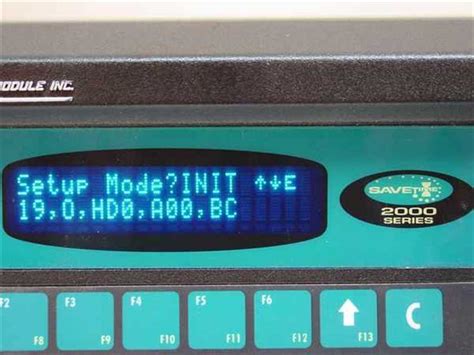 MODULE INC.
Setup Mode?INIT ↑↓E
19,O,HD0,A00,BC
SAVETIME
2000
SERIES
F2 F3 F4 F5 F6 C
F8 F9 F10 F11 F12 F13